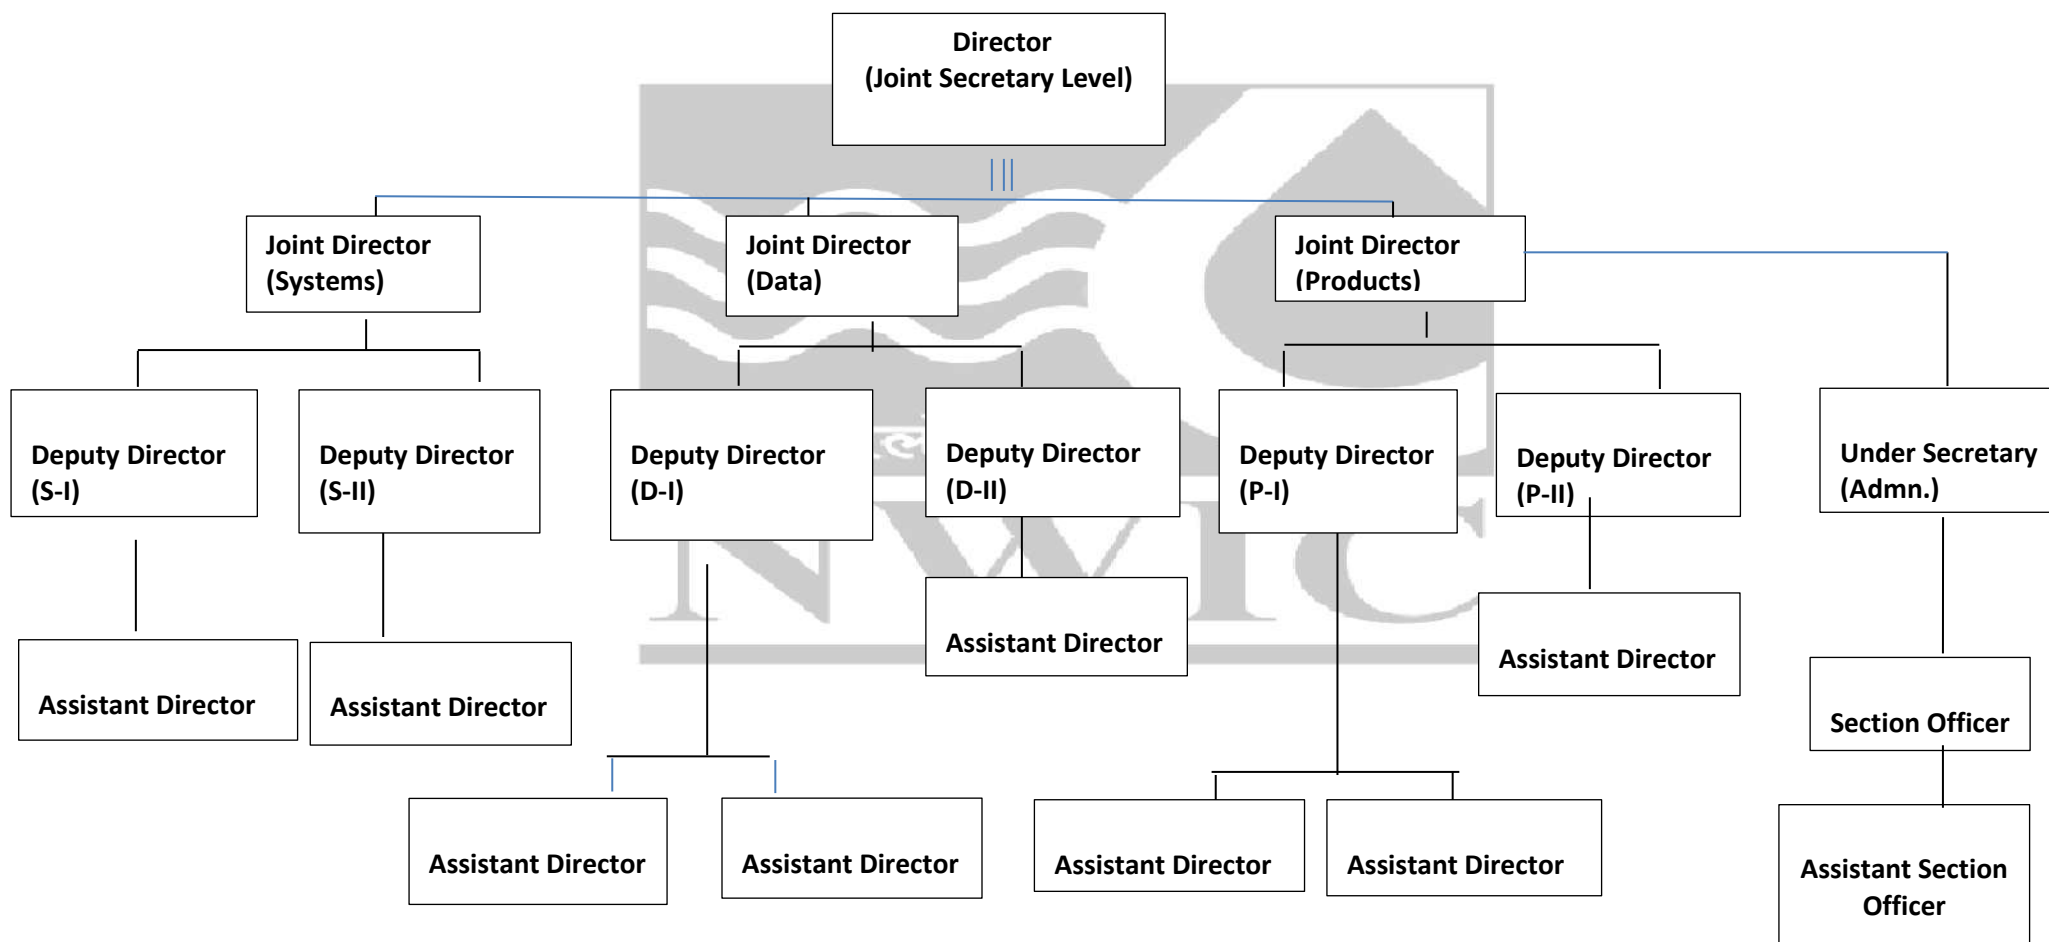 Director
(Joint Secretary Level)
Joint Director
(Systems)
Joint Director
(Data)
Joint Director
(Products)
Deputy Director
(S-I)
Deputy Director
(S-II)
Deputy Director
(D-I)
Deputy Director
(D-II)
Deputy Director
(P-I)
Deputy Director
(P-II)
Under Secretary
(Admn.)
NWIC
Assistant Director
Assistant Director
Assistant Director
Assistant Director
Section Officer
Assistant Director
Assistant Director
Assistant Director
Assistant Director
Assistant Section
Officer